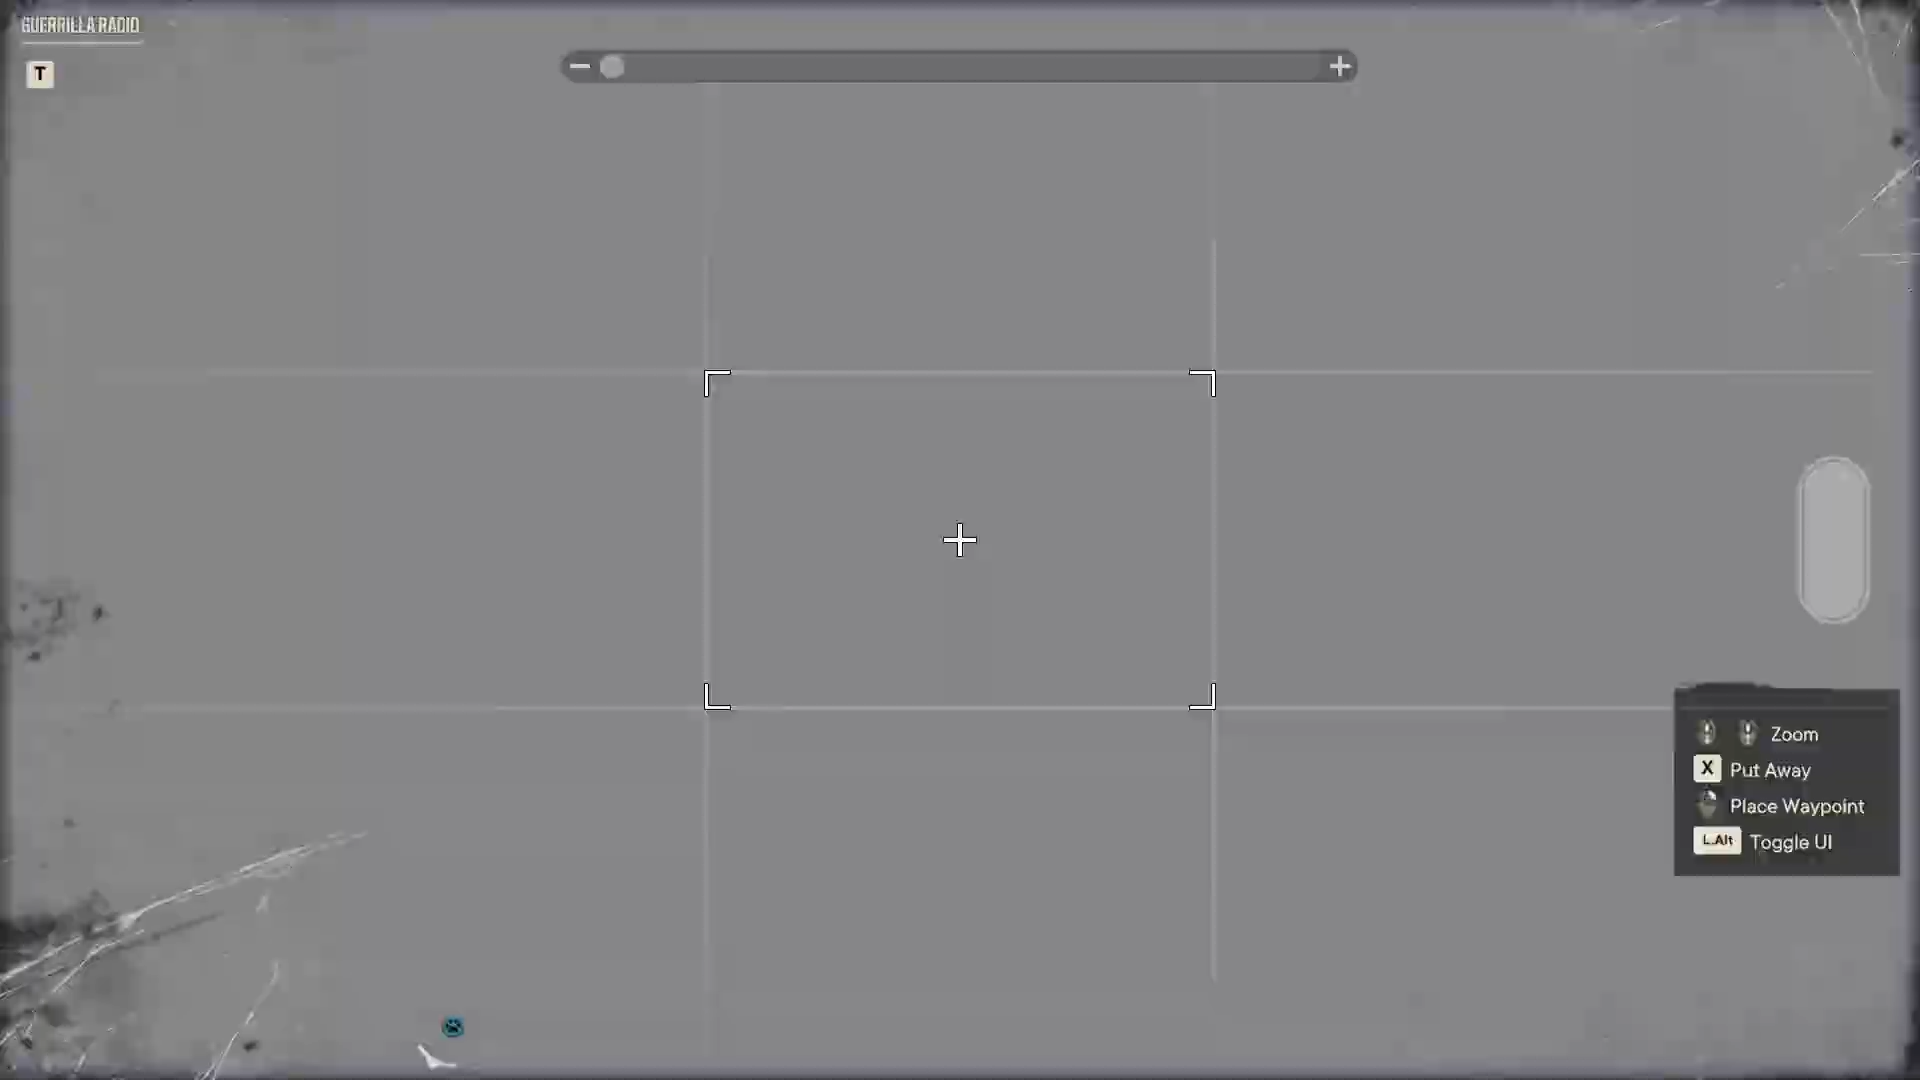 GUERRILLA RADIO
T
Zoom
X Put Away
Place Waypoint
L.Alt Toggle UI